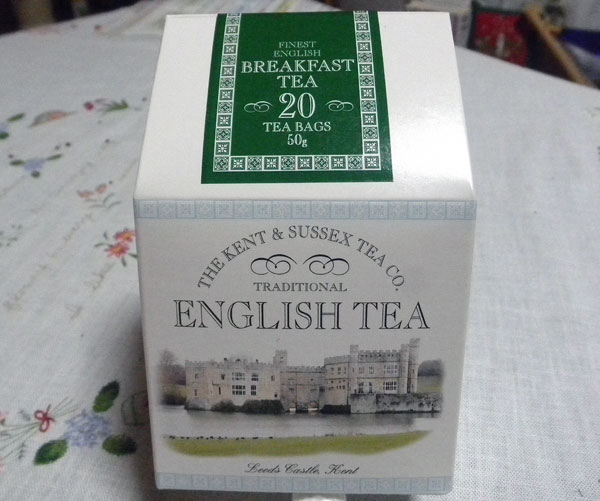 FINEST
ENGLISH
BREAKFAST
TEA
20
TEA BAGS
50g
THE KENT & SUSSEX TEA CO.
TRADITIONAL
ENGLISH TEA
Leeds Castle, Kent